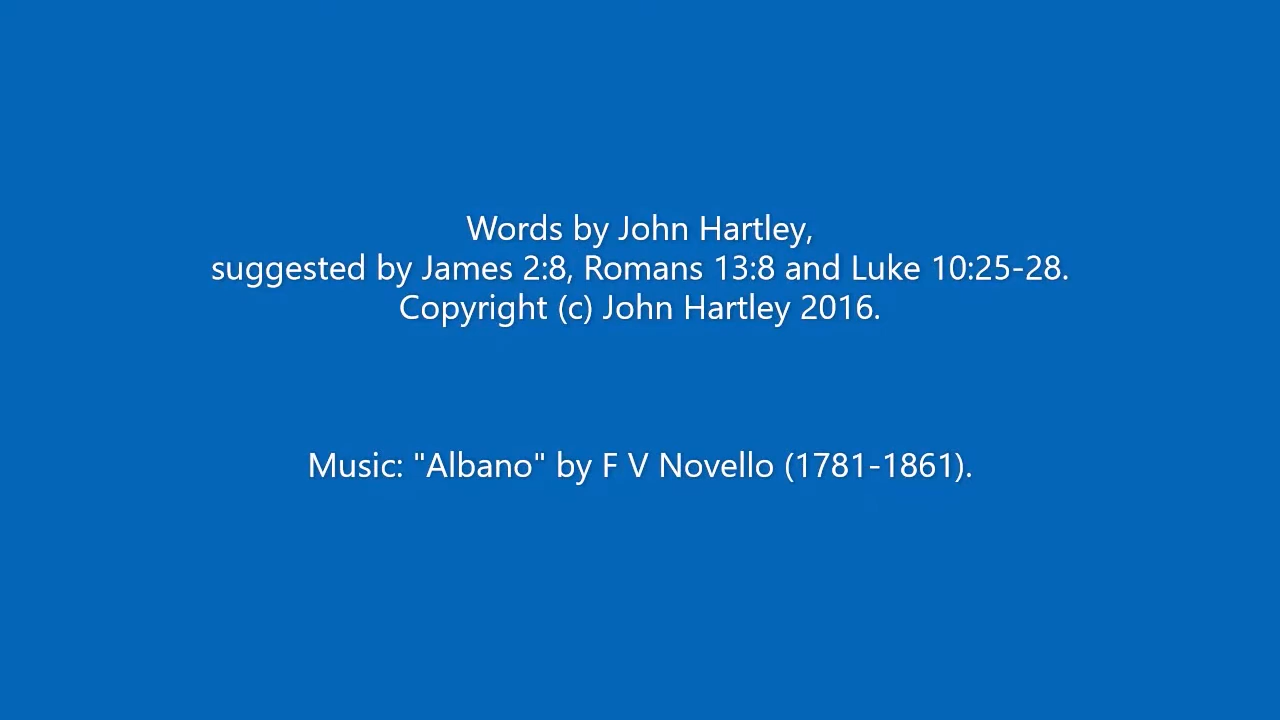 Words by John Hartley,
suggested by James 2:8, Romans 13:8 and Luke 10:25-28.
Copyright (c) John Hartley 2016.
Music: "Albano" by F V Novello (1781-1861).